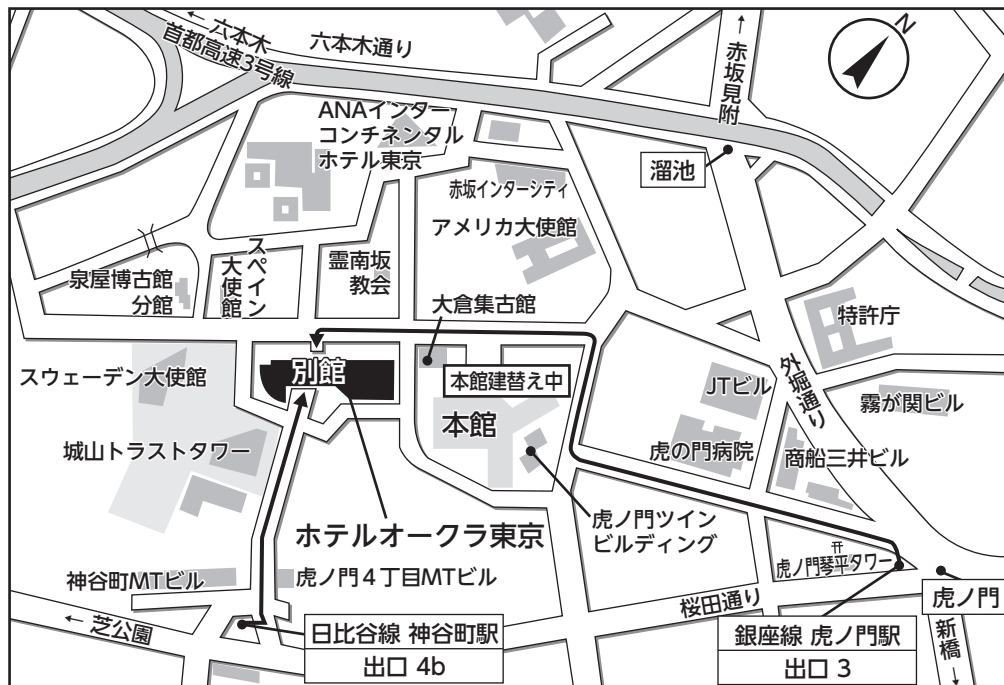 ← 六本木
首都高速3号線
六本木通り
↑
赤坂見附
N
ANAインター
コンチネンタル
ホテル東京
赤坂インターシティ
アメリカ大使館
溜池
泉屋博古館
分館
スペイン
大使館
霊南坂
教会
大倉集古館
特許庁
外堀通り
スウェーデン大使館
別館
本館建替え中
JTビル
霧が関ビル
本館
城山トラストタワー
虎の門病院
商船三井ビル
ホテルオークラ東京
虎ノ門ツイン
ビルディング
虎ノ門琴平タワー
神谷町MTビル
虎ノ門4丁目MTビル
桜田通り
虎ノ門
← 芝公園
日比谷線 神谷町駅
出口 4b
銀座線 虎ノ門駅
出口 3
新橋
↓